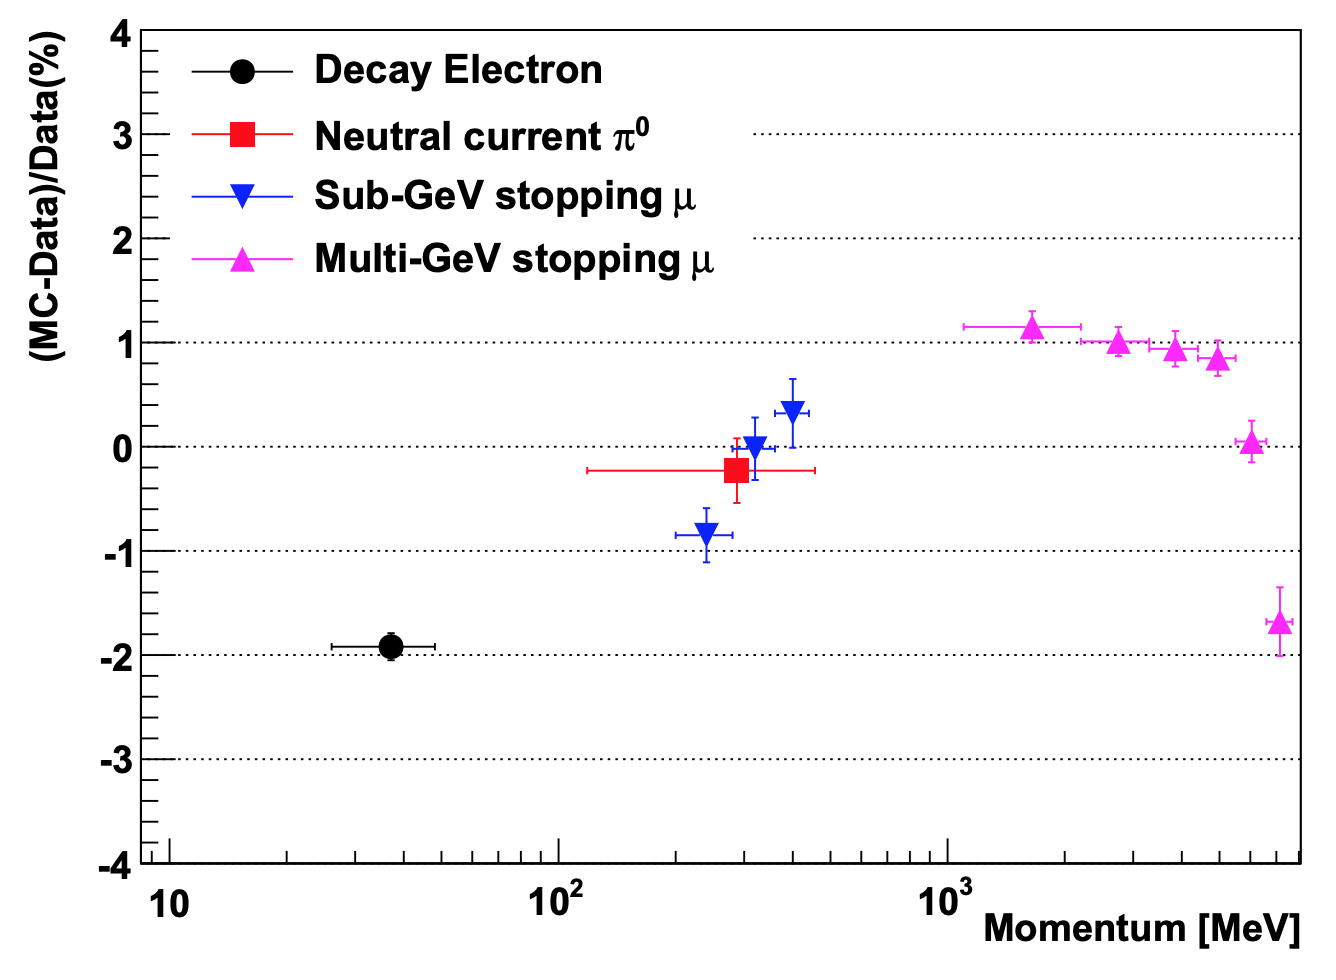 (MC-Data)/Data(%)
4
3
2
1
0
-1
-2
-3
-4
Decay Electron
Neutral current π⁰
Sub-GeV stopping μ
Multi-GeV stopping μ
10
10²
10³
Momentum [MeV]